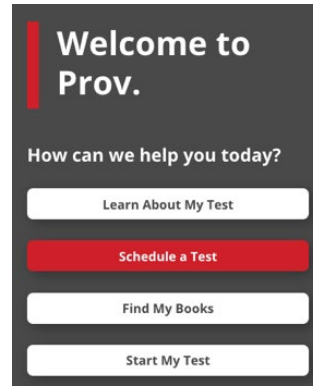 Welcome to
Prov.
How can we help you today?
Learn About My Test
Schedule a Test
Find My Books
Start My Test